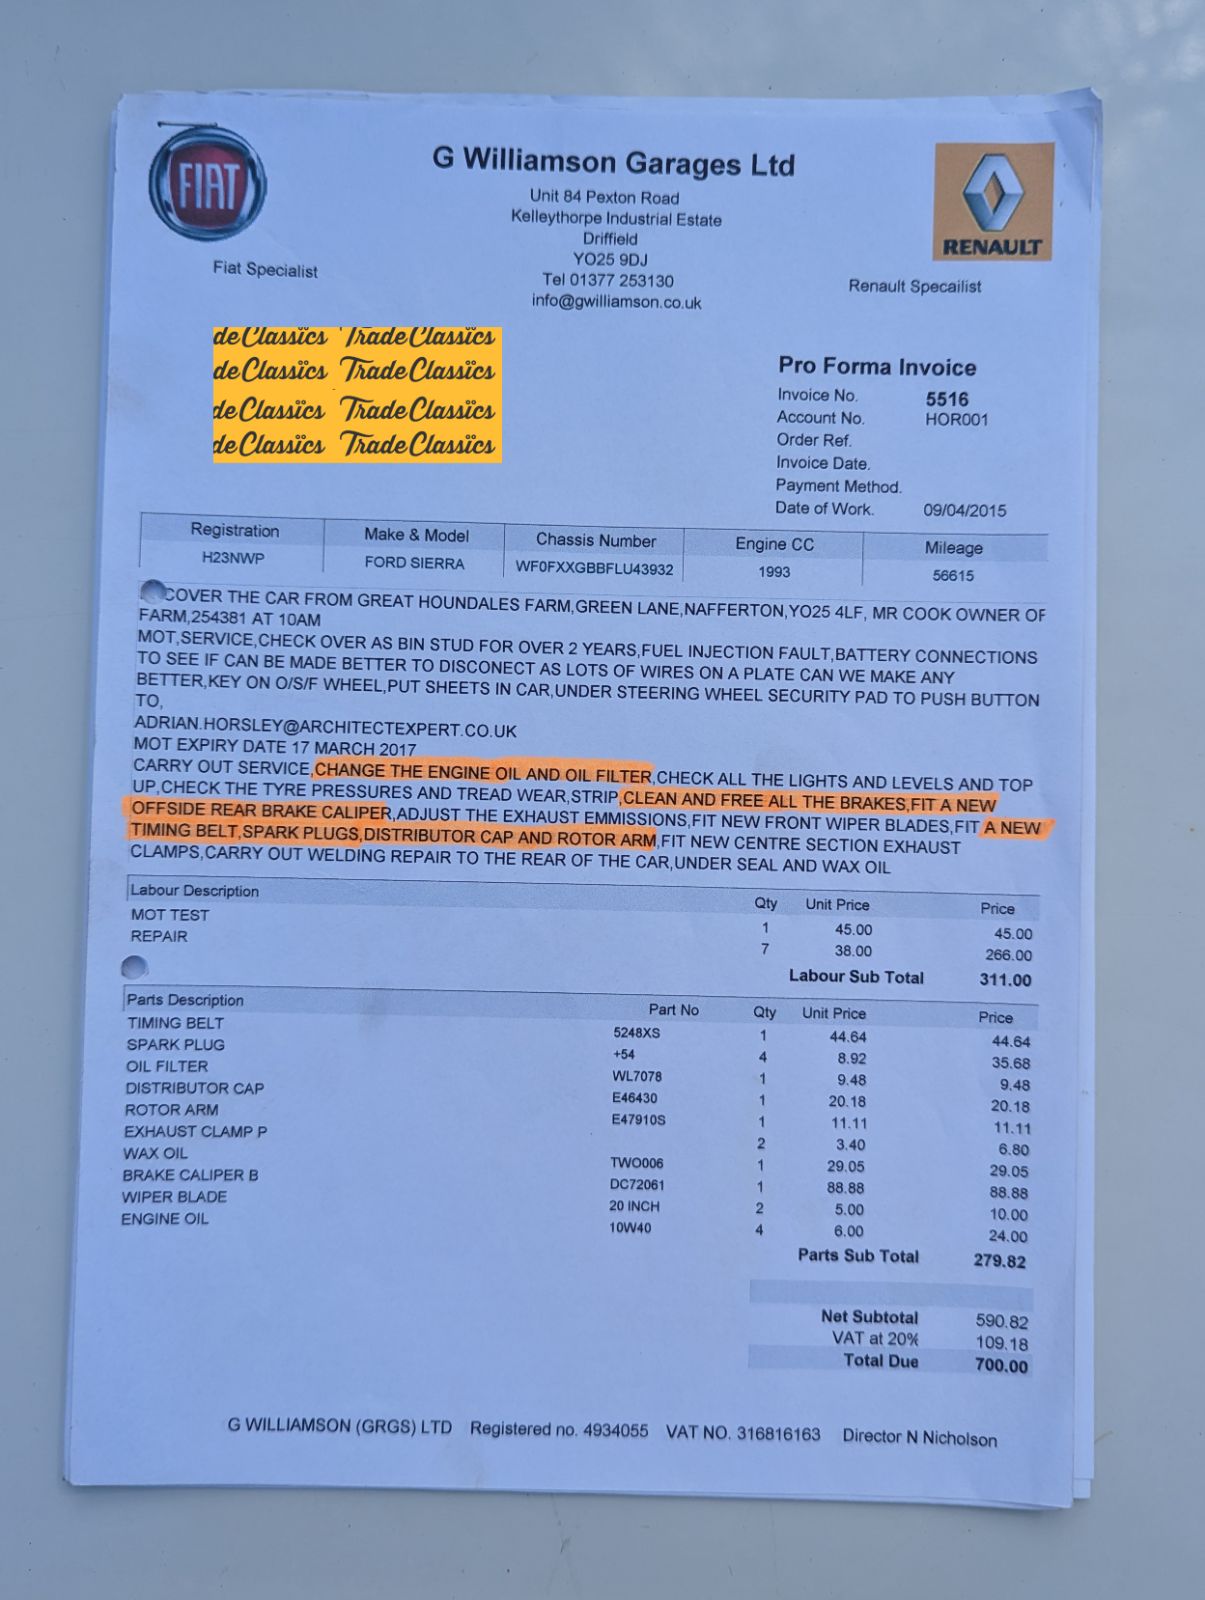 FIAT
Fiat Specialist
G Williamson Garages Ltd
Unit 84 Pexton Road
Kelleythorpe Industrial Estate
Driffield
YO25 9DJ
Tel 01377 253130
info@gwilliamson.co.uk
RENAULT
Renault Specailist
de Classïcs Trade Classïcs
de Classïcs Trade Classïcs
de Classïcs Trade Classïcs
de Classïcs Trade Classïcs
Pro Forma Invoice
Invoice No. 5516
Account No. HOR001
Order Ref.
Invoice Date.
Payment Method.
Date of Work. 09/04/2015
Registration Make & Model Chassis Number Engine CC Mileage
H23NWP FORD SIERRA WF0FXXGBBFLU43932 1993 56615
COVER THE CAR FROM GREAT HOUNDALES FARM,GREEN LANE,NAFFERTON,YO25 4LF, MR COOK OWNER OF
FARM,254381 AT 10AM
MOT,SERVICE,CHECK OVER AS BIN STUD FOR OVER 2 YEARS,FUEL INJECTION FAULT,BATTERY CONNECTIONS
TO SEE IF CAN BE MADE BETTER TO DISCONECT AS LOTS OF WIRES ON A PLATE CAN WE MAKE ANY
BETTER,KEY ON O/S/F WHEEL,PUT SHEETS IN CAR,UNDER STEERING WHEEL SECURITY PAD TO PUSH BUTTON
TO,
ADRIAN.HORSLEY@ARCHITECTEXPERT.CO.UK
MOT EXPIRY DATE 17 MARCH 2017
CARRY OUT SERVICE,CHANGE THE ENGINE OIL AND OIL FILTER,CHECK ALL THE LIGHTS AND LEVELS AND TOP
UP,CHECK THE TYRE PRESSURES AND TREAD WEAR,STRIP,CLEAN AND FREE ALL THE BRAKES,FIT A NEW
OFFSIDE REAR BRAKE CALIPER,ADJUST THE EXHAUST EMMISSIONS,FIT NEW FRONT WIPER BLADES,FIT A NEW
TIMING BELT,SPARK PLUGS,DISTRIBUTOR CAP AND ROTOR ARM,FIT NEW CENTRE SECTION EXHAUST
CLAMPS,CARRY OUT WELDING REPAIR TO THE REAR OF THE CAR,UNDER SEAL AND WAX OIL
Labour Description Qty Unit Price Price
MOT TEST 1 45.00 45.00
REPAIR 7 38.00 266.00
Labour Sub Total 311.00
Parts Description Part No Qty Unit Price Price
TIMING BELT 5248XS 1 44.64 44.64
SPARK PLUG +54 4 8.92 35.68
OIL FILTER WL7078 1 9.48 9.48
DISTRIBUTOR CAP E46430 1 20.18 20.18
ROTOR ARM E47910S 1 11.11 11.11
EXHAUST CLAMP P 2 3.40 6.80
WAX OIL TWO006 1 29.05 29.05
BRAKE CALIPER B DC72061 1 88.88 88.88
WIPER BLADE 20 INCH 2 5.00 10.00
ENGINE OIL 10W40 4 6.00 24.00
Parts Sub Total 279.82
Net Subtotal 590.82
VAT at 20% 109.18
Total Due 700.00
G WILLIAMSON (GRGS) LTD Registered no. 4934055 VAT NO. 316816163 Director N Nicholson